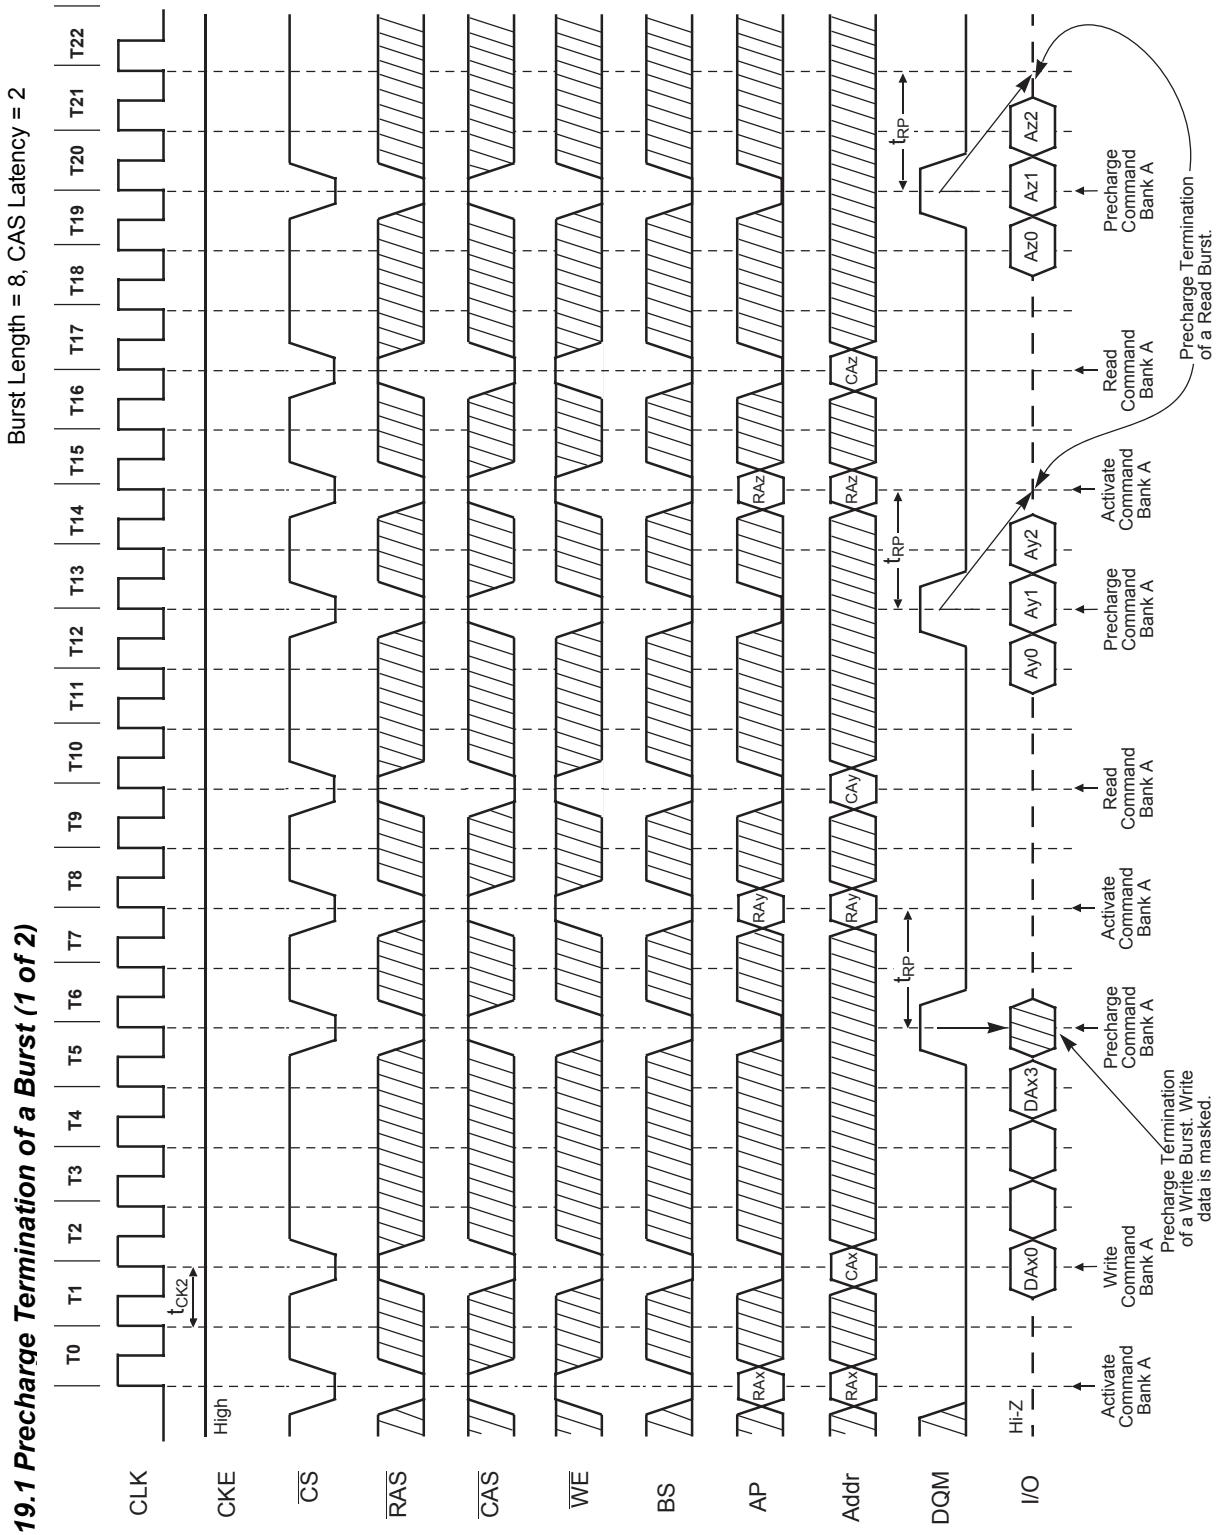 19.1 Precharge Termination of a Burst (1 of 2)
Burst Length = 8, CAS Latency = 2
T0 T1 T2 T3 T4 T5 T6 T7 T8 T9 T10 T11 T12 T13 T14 T15 T16 T17 T18 T19 T20 T21 T22
CLK
tCK2
CKE
High
CS
RAS
CAS
WE
BS
AP
RAx RAy RAz
Addr
RAx CAx RAy CAy RAz CAz
tRP tRP tRP
DQM
I/O
Hi-Z
DAx0 DAx3 Ay0 Ay1 Ay2 Az0 Az1 Az2
Activate
Command
Bank A
Write
Command
Bank A
Precharge
Command
Bank A
Activate
Command
Bank A
Read
Command
Bank A
Precharge
Command
Bank A
Activate
Command
Bank A
Read
Command
Bank A
Precharge
Command
Bank A
Precharge Termination
of a Write Burst. Write
data is masked.
Precharge Termination
of a Read Burst.